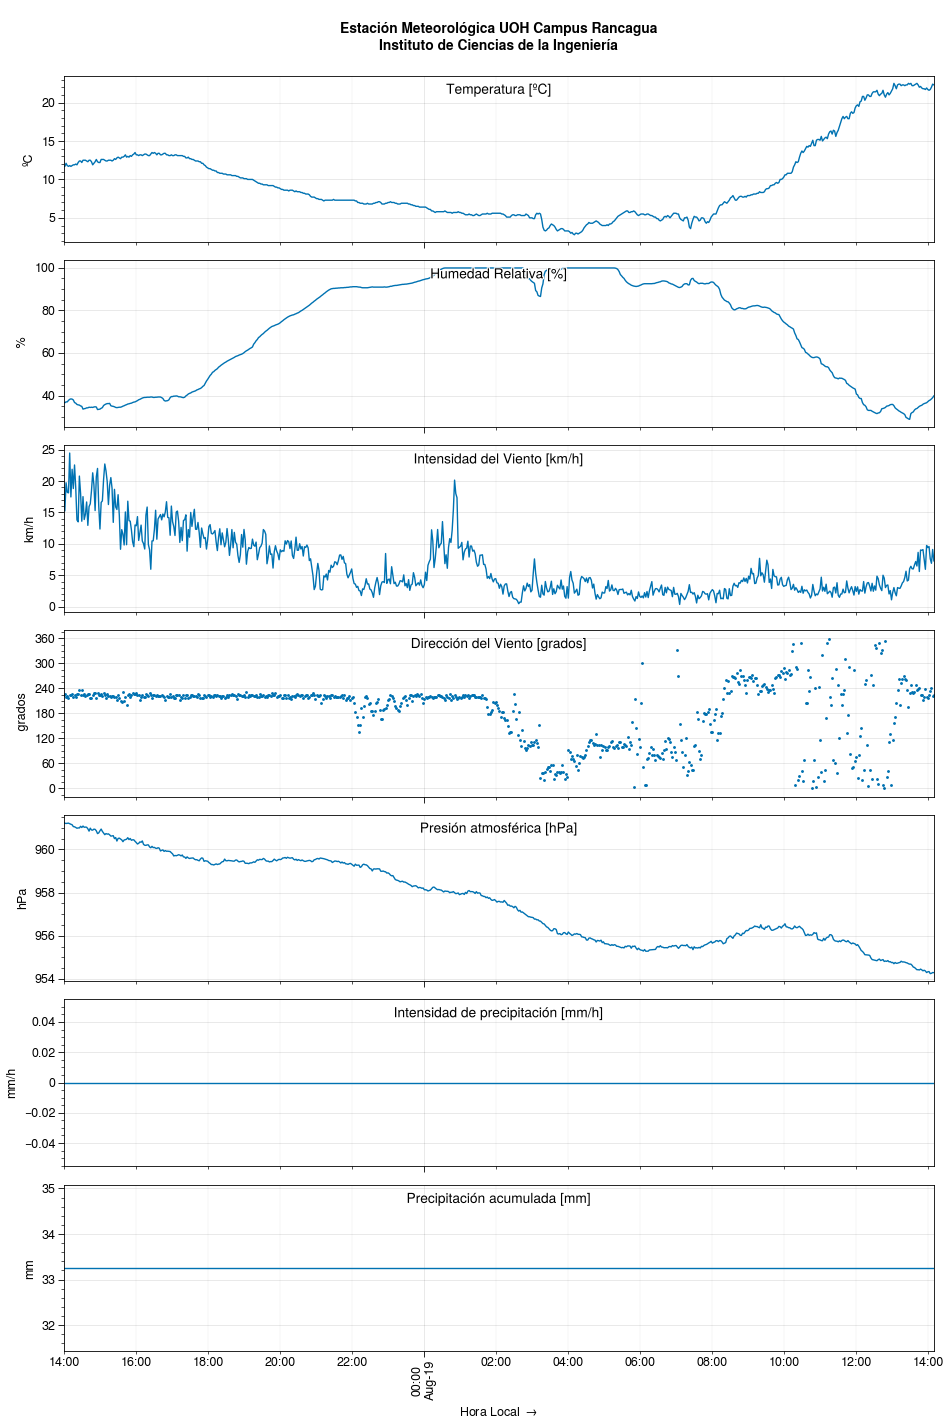 Estación Meteorológica UOH Campus Rancagua
Instituto de Ciencias de la Ingeniería
Temperatura [ºC]
ºC
20
15
10
5
Humedad Relativa [%]
%
100
80
60
40
Intensidad del Viento [km/h]
km/h
25
20
15
10
5
0
Dirección del Viento [grados]
grados
360
300
240
180
120
60
0
Presión atmosférica [hPa]
hPa
960
958
956
954
Intensidad de precipitación [mm/h]
mm/h
0.04
0.02
0
−0.02
−0.04
Precipitación acumulada [mm]
mm
35
34
33
32
14:00 16:00 18:00 20:00 22:00 00:00 02:00 04:00 06:00 08:00 10:00 12:00 14:00
Aug-19
Hora Local →